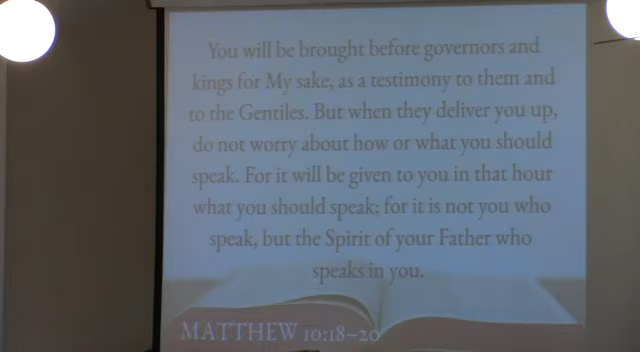 You will be brought before governors and
kings for My sake, as a testimony to them and
to the Gentiles. But when they deliver you up,
do not worry about how or what you should
speak. For it will be given to you in that hour
what you should speak; for it is not you who
speak, but the Spirit of your Father who
speaks in you.
MATTHEW 10:18–20